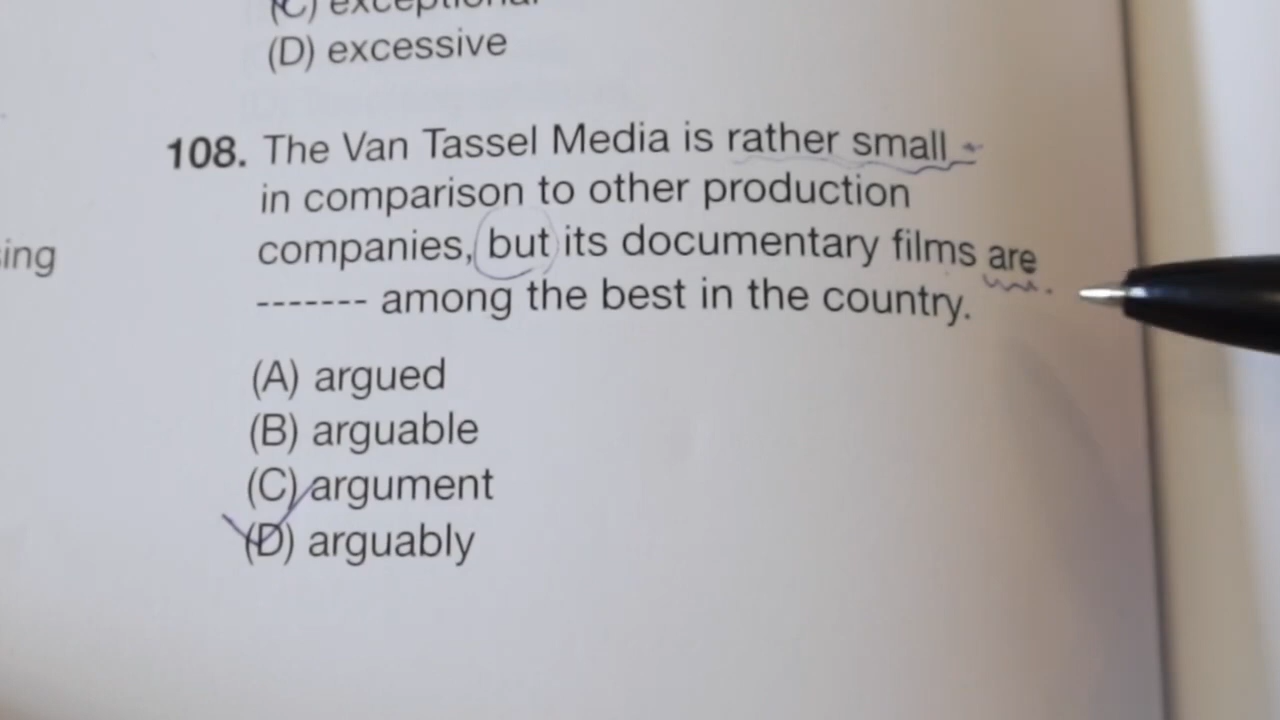 (C) exceptional
(D) excessive
108. The Van Tassel Media is rather small
in comparison to other production
companies, but its documentary films are
------- among the best in the country.
(A) argued
(B) arguable
(C) argument
(D) arguably
ing